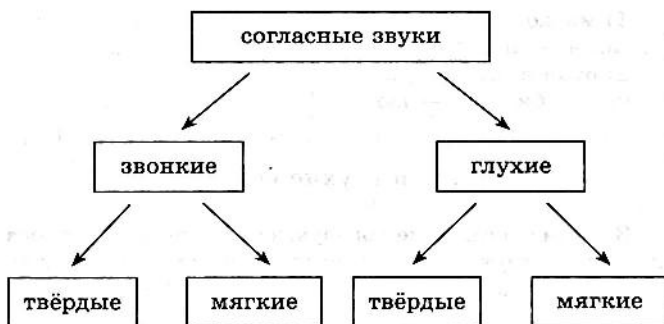 согласные звуки
звонкие глухие
твёрдые мягкие твёрдые мягкие